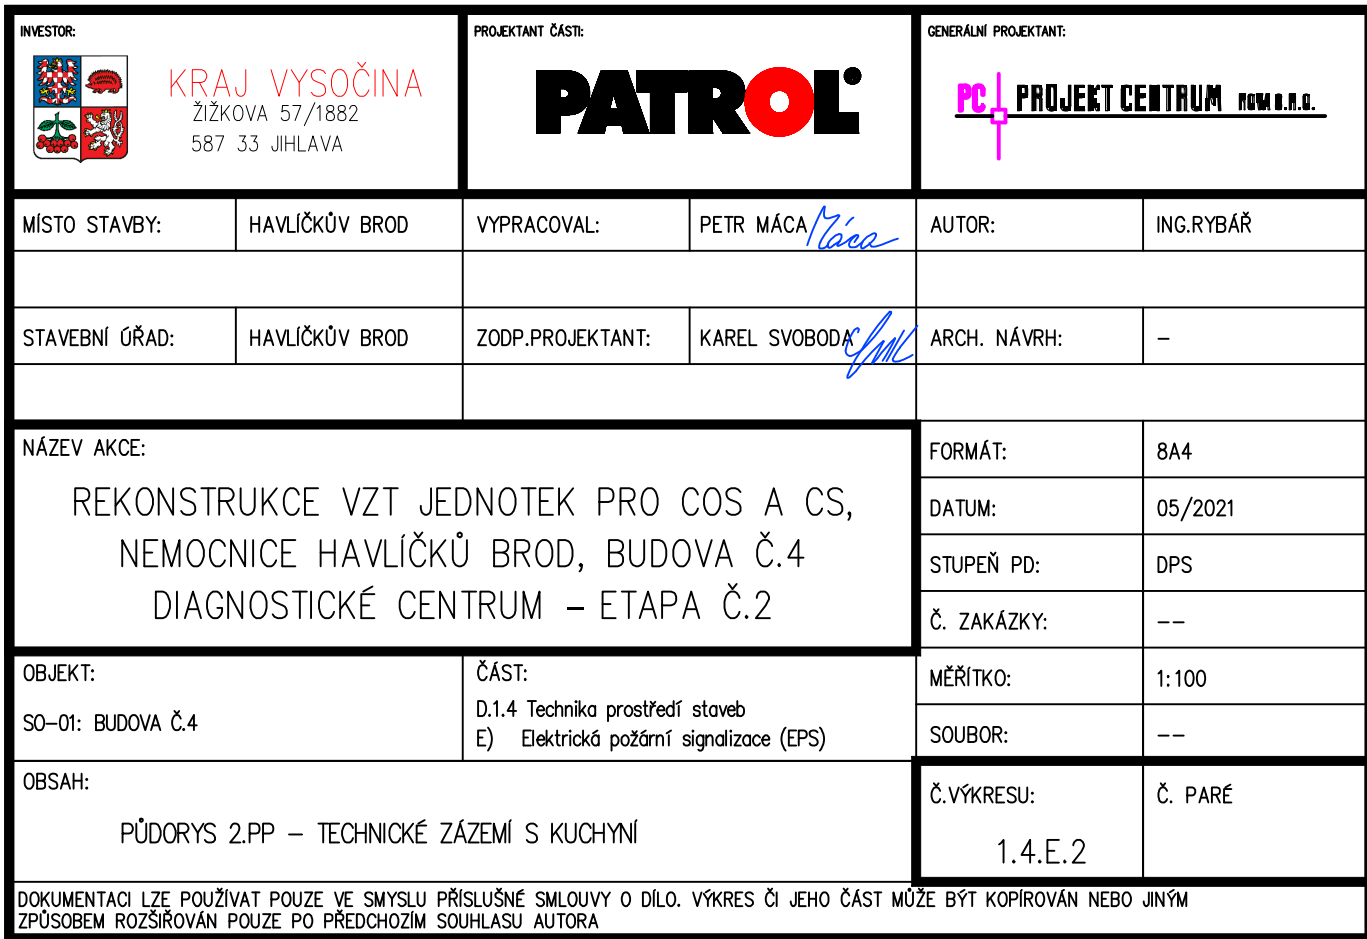 INVESTOR:
KRAJ VYSOČINA
ŽIŽKOVA 57/1882
587 33 JIHLAVA
PROJEKTANT ČÁSTI:
PATROL
GENERÁLNÍ PROJEKTANT:
PC PROJEKT CENTRUM NOVA s.r.o.
MÍSTO STAVBY: HAVLÍČKŮV BROD VYPRACOVAL: PETR MÁCA Máca AUTOR: ING.RYBÁŘ
STAVEBNÍ ÚŘAD: HAVLÍČKŮV BROD ZODP.PROJEKTANT: KAREL SVOBODA ARCH. NÁVRH: –
NÁZEV AKCE:
REKONSTRUKCE VZT JEDNOTEK PRO COS A CS,
NEMOCNICE HAVLÍČKŮ BROD, BUDOVA Č.4
DIAGNOSTICKÉ CENTRUM – ETAPA Č.2
FORMÁT: 8A4
DATUM: 05/2021
STUPEŇ PD: DPS
Č. ZAKÁZKY: --
MĚŘÍTKO: 1:100
SOUBOR: --
OBJEKT:
SO-01: BUDOVA Č.4
ČÁST:
D.1.4 Technika prostředí staveb
E) Elektrická požární signalizace (EPS)
OBSAH:
PŮDORYS 2.PP – TECHNICKÉ ZÁZEMÍ S KUCHYNÍ
Č.VÝKRESU:
1.4.E.2
Č. PARÉ
DOKUMENTACI LZE POUŽÍVAT POUZE VE SMYSLU PŘÍSLUŠNÉ SMLOUVY O DÍLO. VÝKRES ČI JEHO ČÁST MŮŽE BÝT KOPÍROVÁN NEBO JINÝM
ZPŮSOBEM ROZŠIŘOVÁN POUZE PO PŘEDCHOZÍM SOUHLASU AUTORA